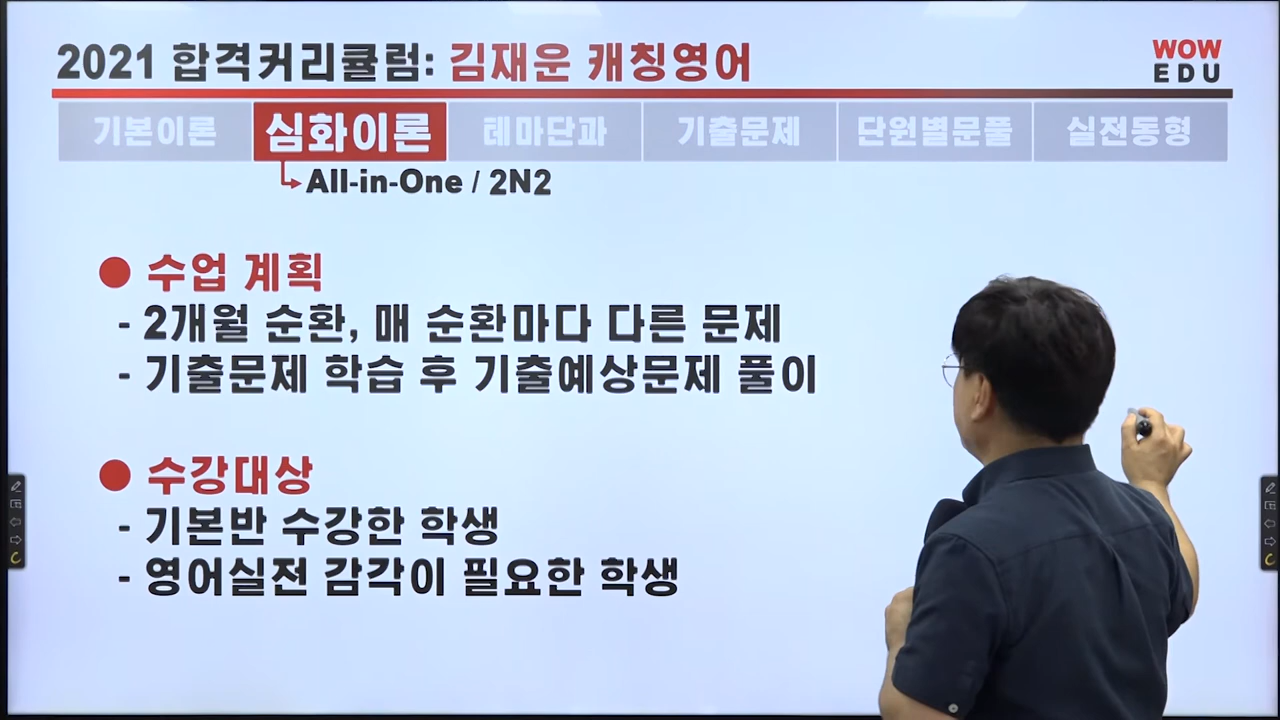 2021 합격커리큘럼: 김재운 캐칭영어
WOW
EDU
기본이론 심화이론 테마단과 기출문제 단원별문풀 실전동형
All-in-One / 2N2
● 수업 계획
- 2개월 순환, 매 순환마다 다른 문제
- 기출문제 학습 후 기출예상문제 풀이
● 수강대상
- 기본반 수강한 학생
- 영어실전 감각이 필요한 학생